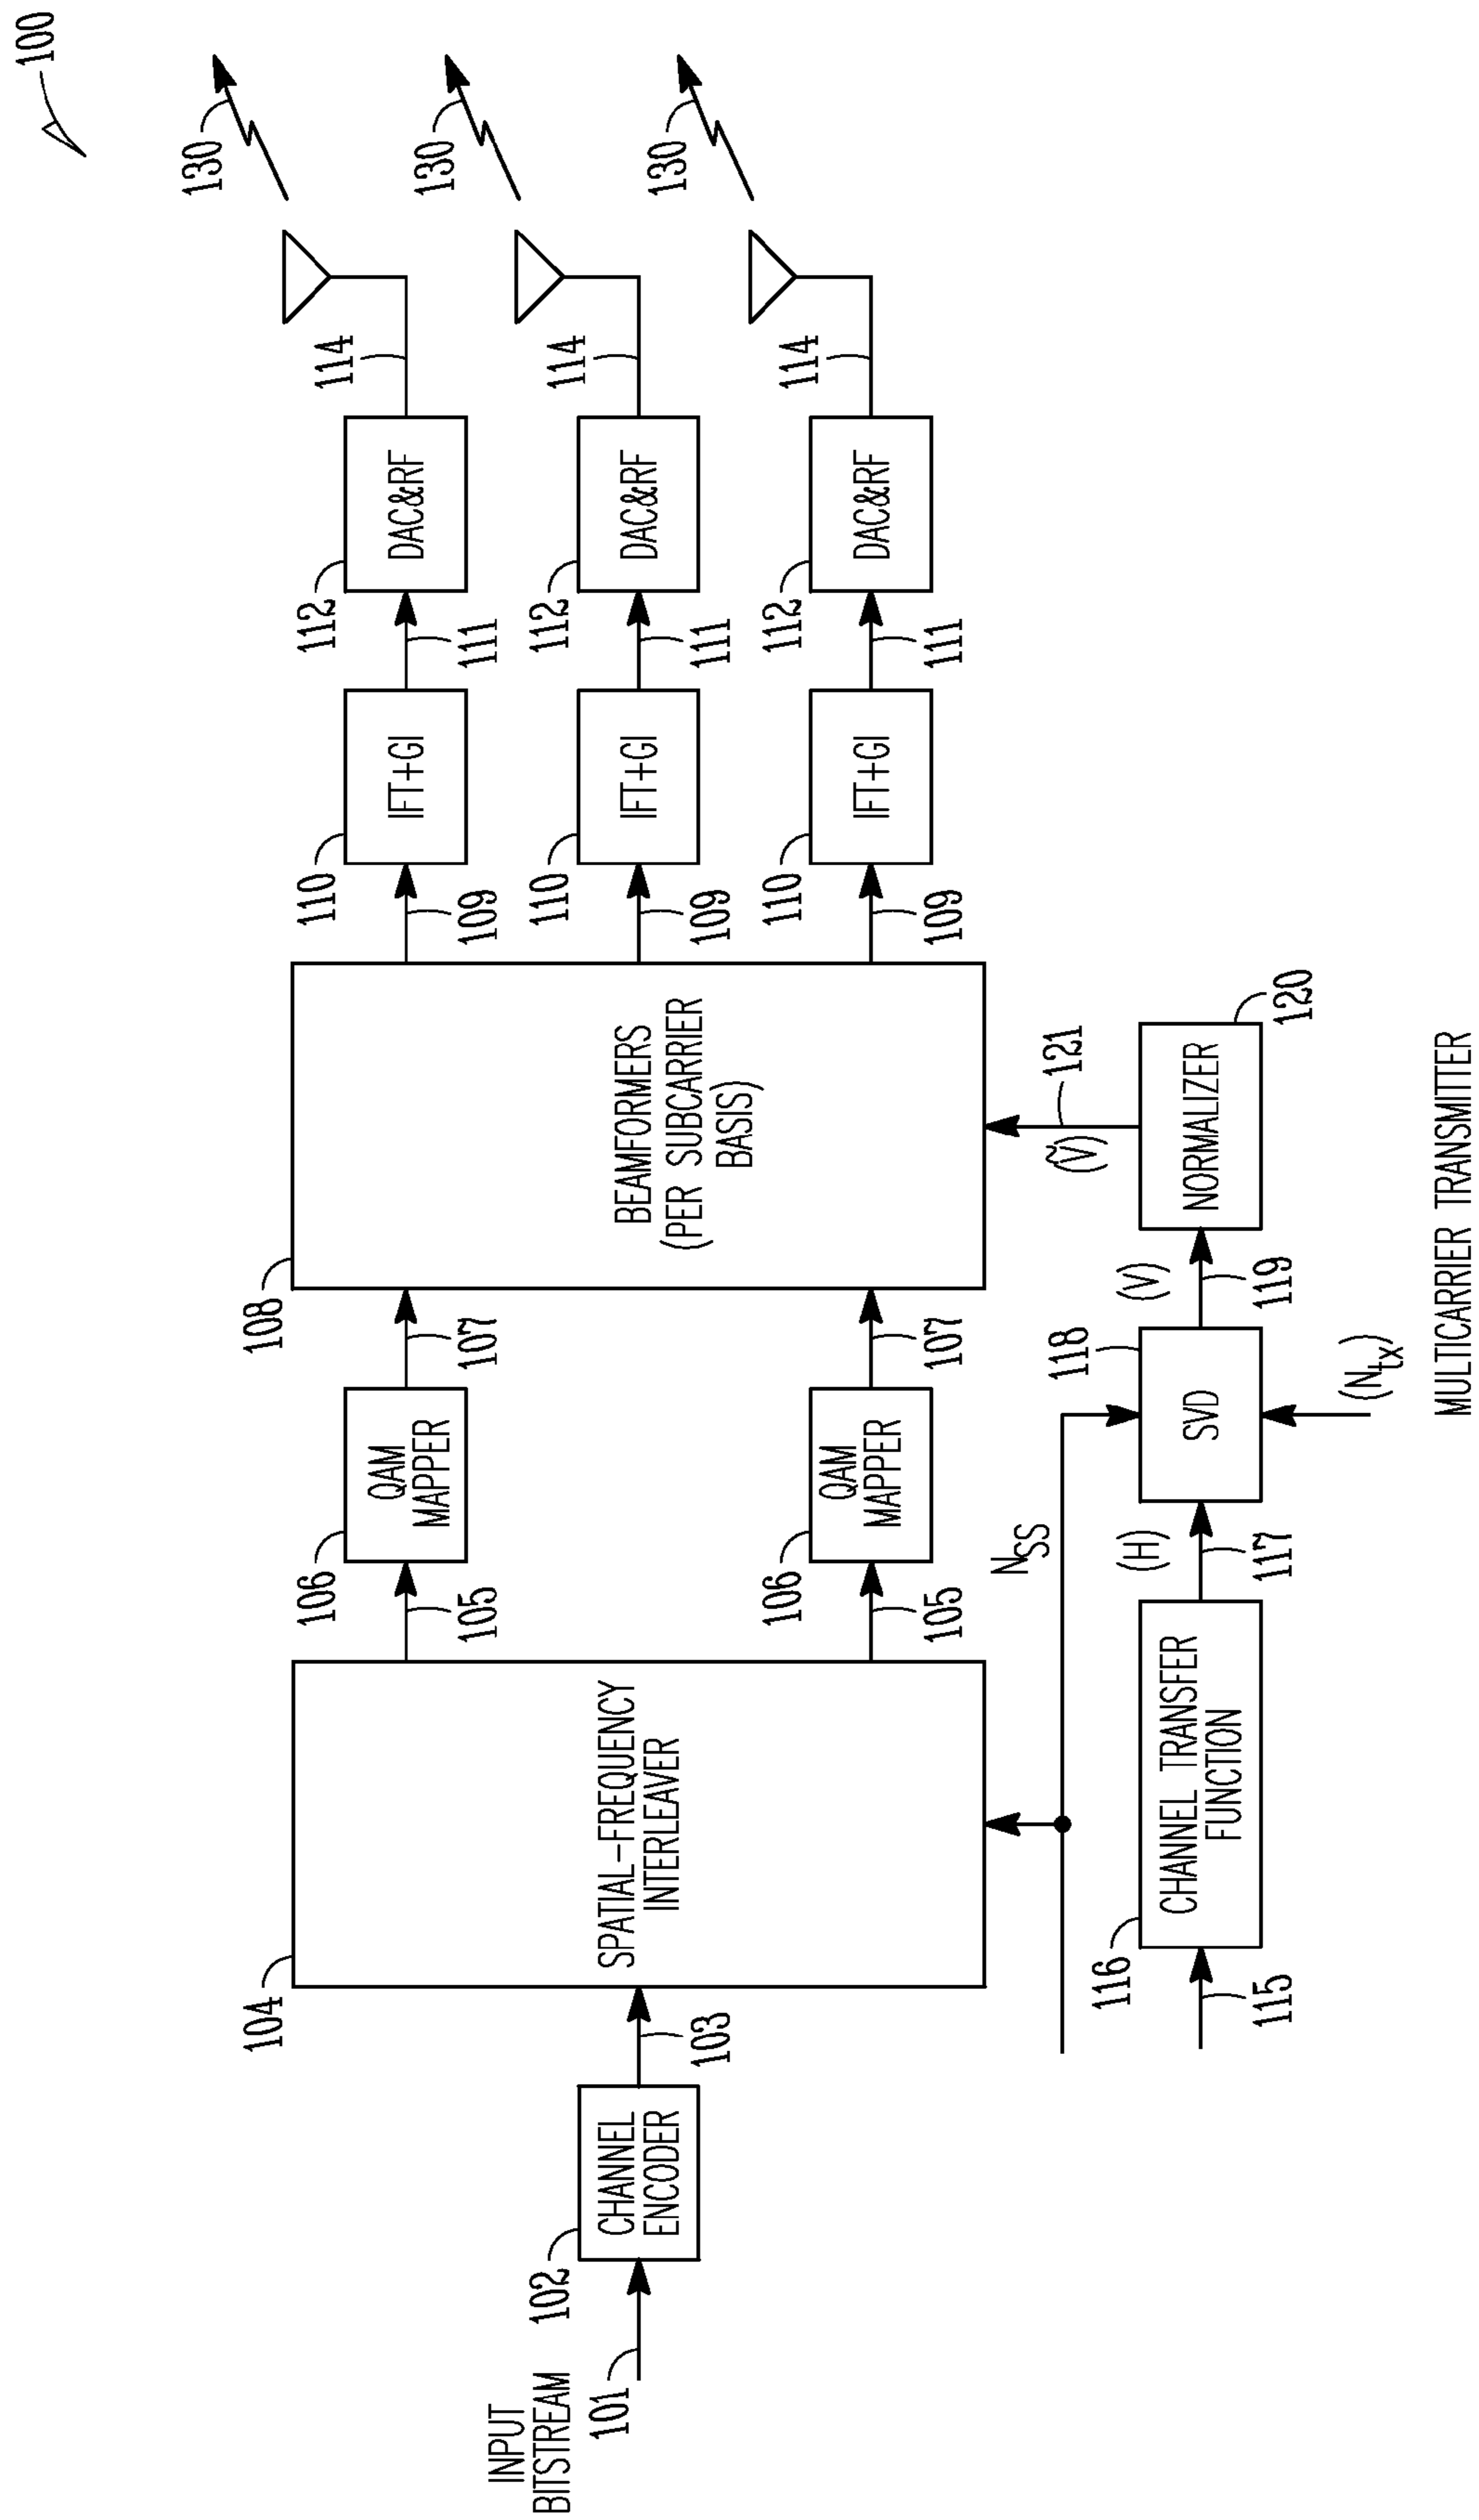 100
130
130
130
114
114
114
DAC&RF
DAC&RF
DAC&RF
112
112
112
111
111
111
IFT+GI
IFT+GI
IFT+GI
110
110
110
109
109
109
108
BEAMFORMERS
(PER SUBCARRIER
BASIS)
107
107
QAM
MAPPER
QAM
MAPPER
106
106
105
105
104
SPATIAL-FREQUENCY
INTERLEAVER
103
CHANNEL
ENCODER
102
101
INPUT
BITSTREAM
NSS
115
116
CHANNEL TRANSFER
FUNCTION
(H)
117
118
SVD
(Ntx)
(V)
119
NORMALIZER
120
(Ṽ)
121
MULTICARRIER TRANSMITTER